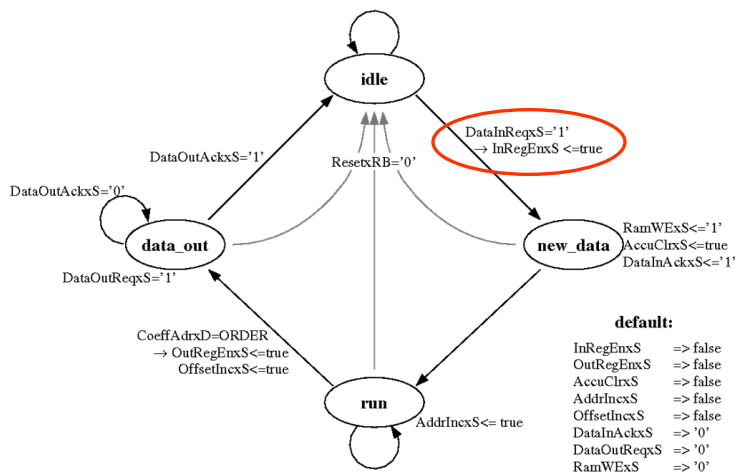 idle
DataInReqxS='1'
→ InRegEnxS <=true
DataOutAckxS='1'
ResetxRB='0'
DataOutAckxS='0'
data_out
new_data
RamWExS<='1'
AccuClrxS<=true
DataInAckxS<='1'
DataOutReqxS='1'
CoeffAdrxD=ORDER
→ OutRegEnxS<=true
OffsetIncxS<=true
run
AddrIncxS<= true
default:
InRegEnxS => false
OutRegEnxS => false
AccuClrxS => false
AddrIncxS => false
OffsetIncxS => false
DataInAckxS => '0'
DataOutReqxS => '0'
RamWExS => '0'